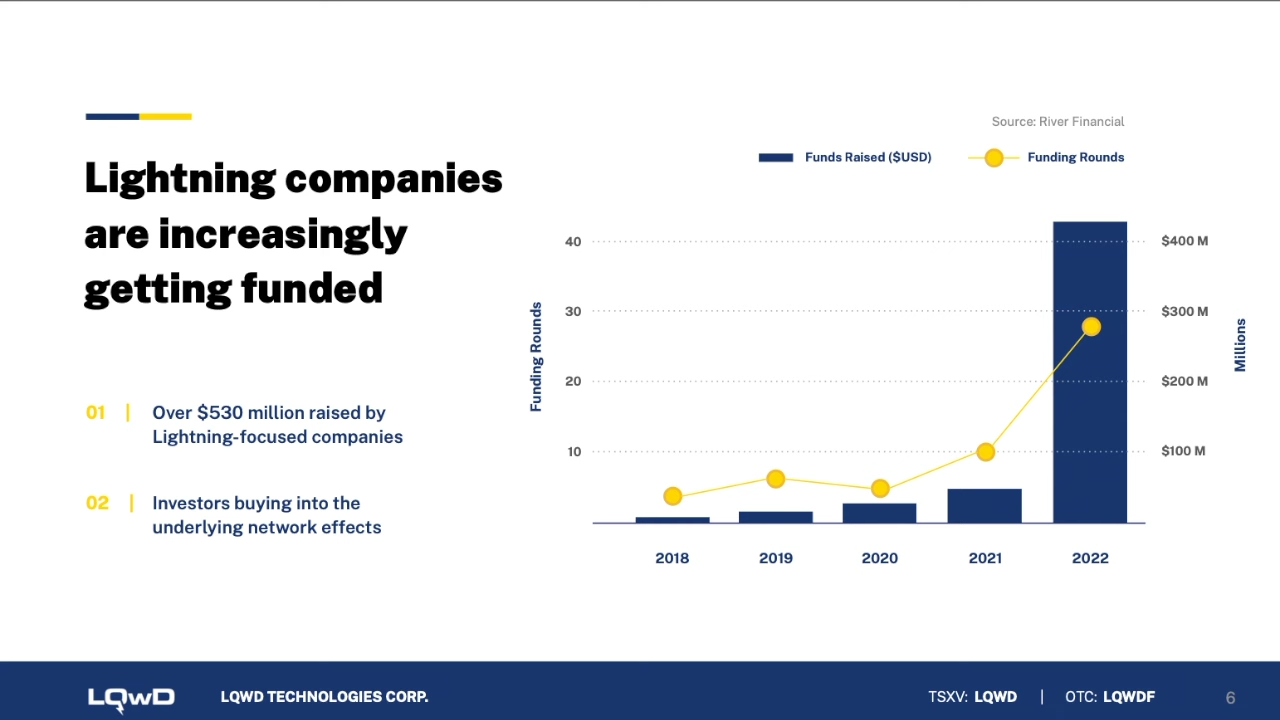 Lightning companies
are increasingly
getting funded
01 | Over $530 million raised by
Lightning-focused companies
02 | Investors buying into the
underlying network effects
Source: River Financial
Funds Raised ($USD) Funding Rounds
Funding Rounds
40
30
20
10
$400 M
$300 M
$200 M
$100 M
Millions
2018 2019 2020 2021 2022
LQwD LQWD TECHNOLOGIES CORP. TSXV: LQWD | OTC: LQWDF 6